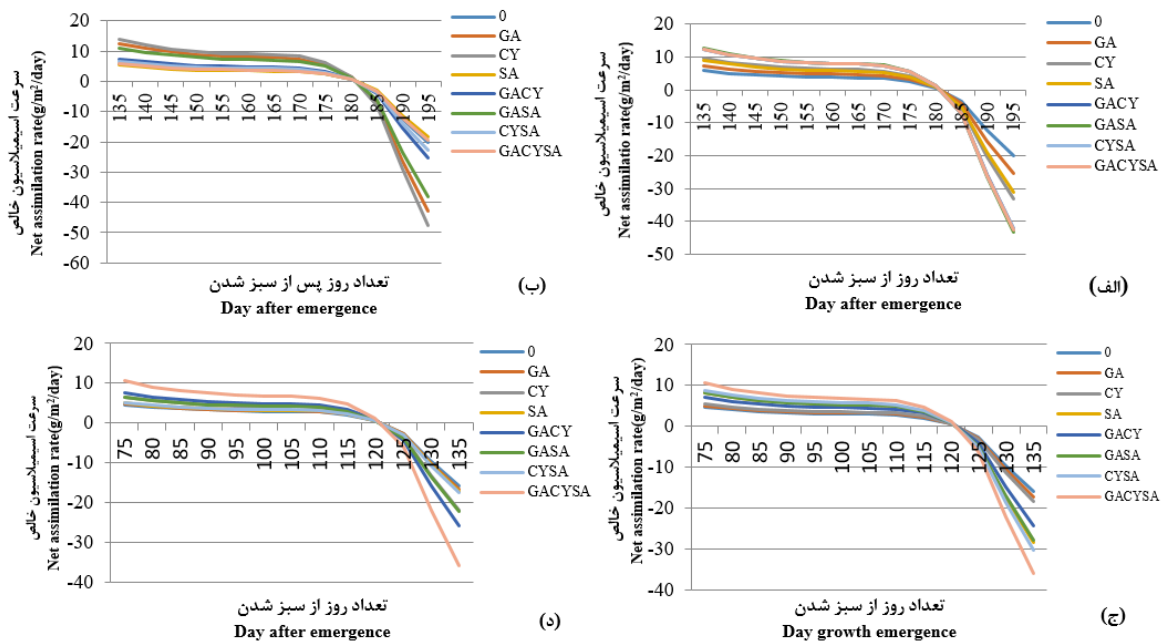 20
10
0
-10
-20
-30
-40
-50
-60
135
140
145
150
155
160
165
170
175
180
185
190
195
سرعت اسیمیلاسیون خالص
Net assimilation rate(g/m²/day)
0
GA
CY
SA
GACY
GASA
CYSA
GACYSA
تعداد روز پس از سبز شدن
Day after emergence
(ب)
20
10
0
-10
-20
-30
-40
-50
135
140
145
150
155
160
165
170
175
180
185
190
195
سرعت اسیمیلاسیون خالص
Net assimilatio rate(g/m²/day)
0
GA
CY
SA
GACY
GASA
CYSA
GACYSA
تعداد روز از سبز شدن
Day after emergence
(الف)
20
10
0
-10
-20
-30
-40
75
80
85
90
95
100
105
110
115
120
125
130
135
سرعت اسیمیلاسیون خالص
Net assimilation rate(g/m²/day)
0
GA
CY
SA
GACY
GASA
CYSA
GACYSA
تعداد روز از سبز شدن
Day after emergence
(د)
20
10
0
-10
-20
-30
-40
75
80
85
90
95
100
105
110
115
120
125
130
135
سرعت اسیمیلاسیون خالص
Net assimilation rate(g/m²/day)
0
GA
CY
SA
GACY
GASA
CYSA
GACYSA
تعداد روز از سبز شدن
Day growth emergence
(ج)